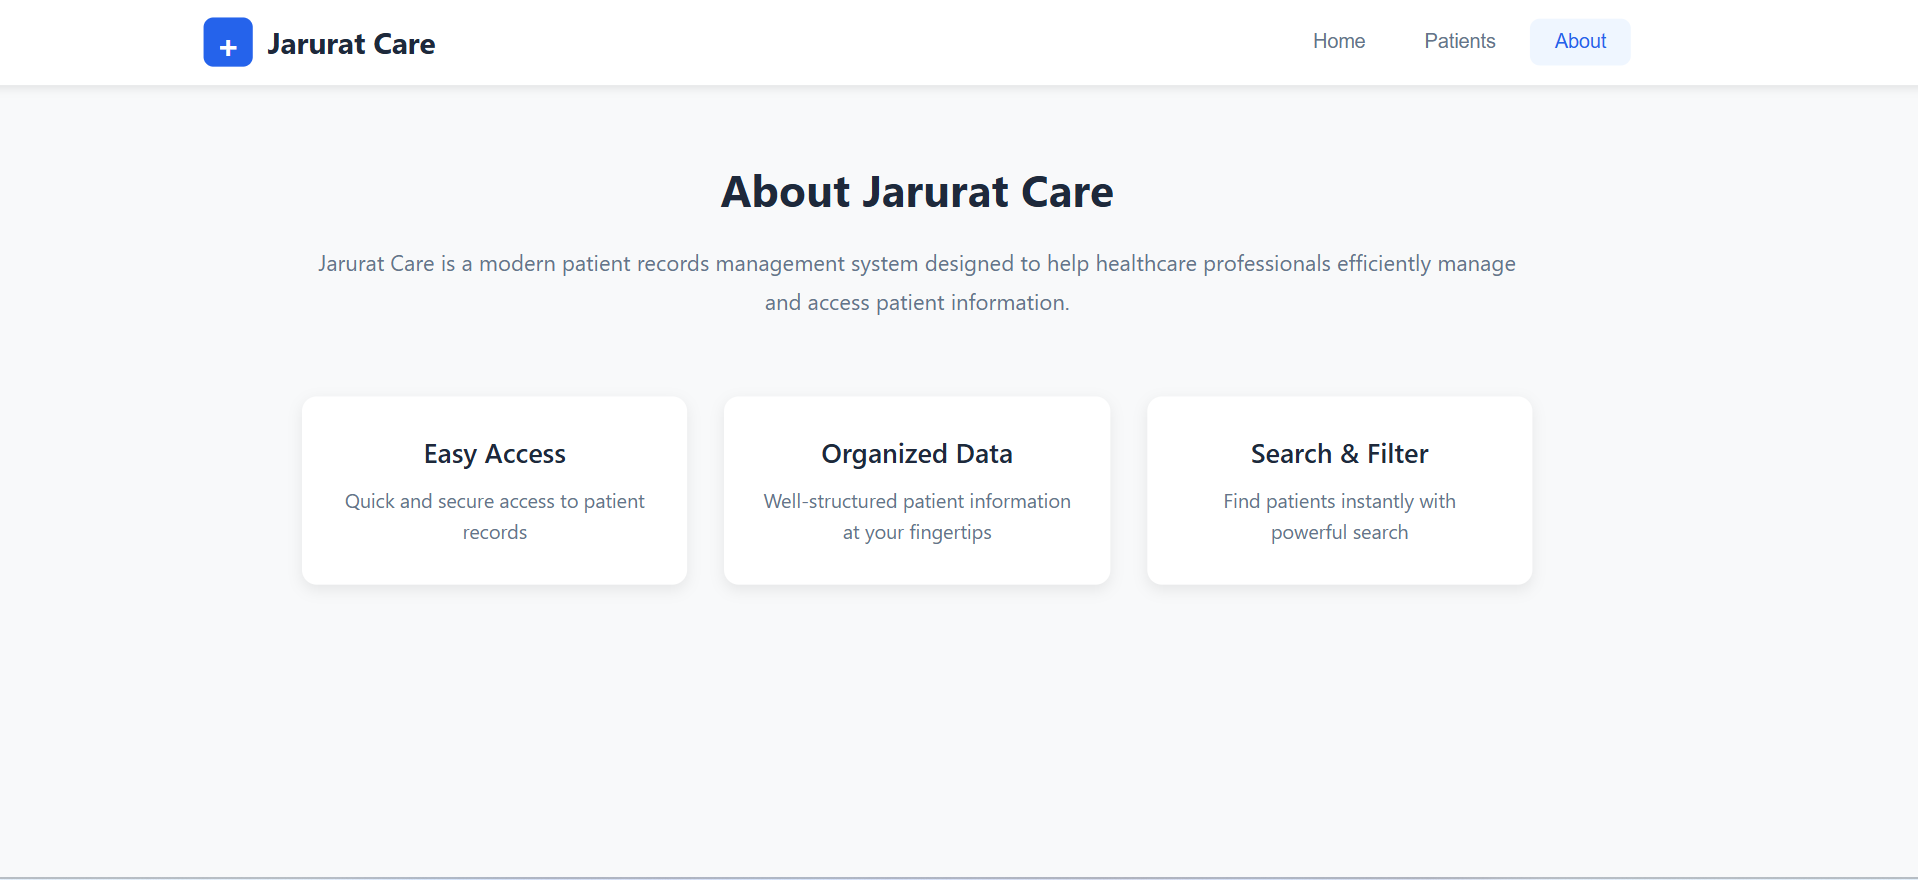 + Jarurat Care
Home Patients About
About Jarurat Care
Jarurat Care is a modern patient records management system designed to help healthcare professionals efficiently manage
and access patient information.
Easy Access
Quick and secure access to patient
records
Organized Data
Well-structured patient information
at your fingertips
Search & Filter
Find patients instantly with
powerful search